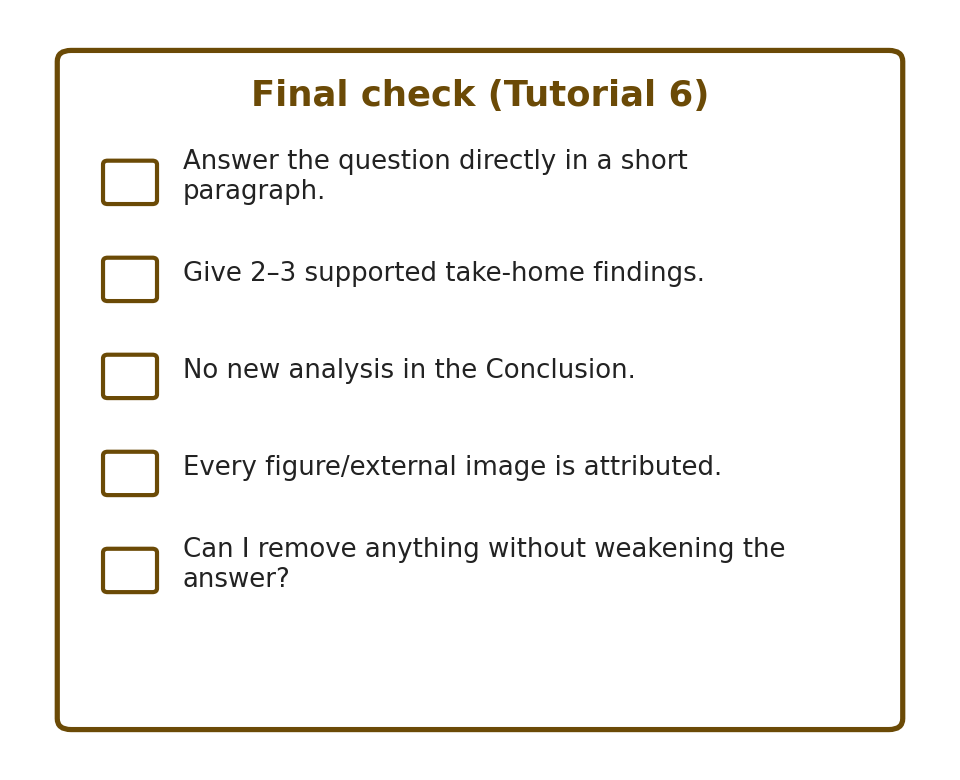 Final check (Tutorial 6)
Answer the question directly in a short
paragraph.
Give 2–3 supported take-home findings.
No new analysis in the Conclusion.
Every figure/external image is attributed.
Can I remove anything without weakening the
answer?